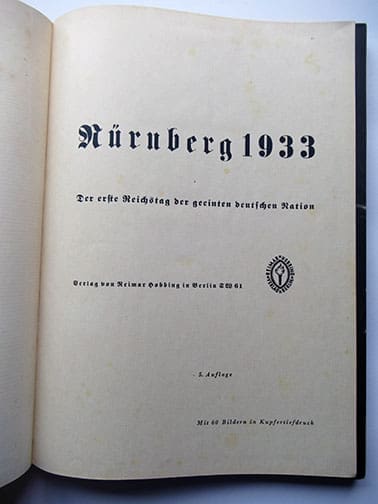 Nürnberg 1933
Der erste Reichstag der geeinten deutschen Nation
Verlag von Reimar Hobbing in Berlin SW 61
5. Auflage
Mit 60 Bildern in Kupfertiefdruck